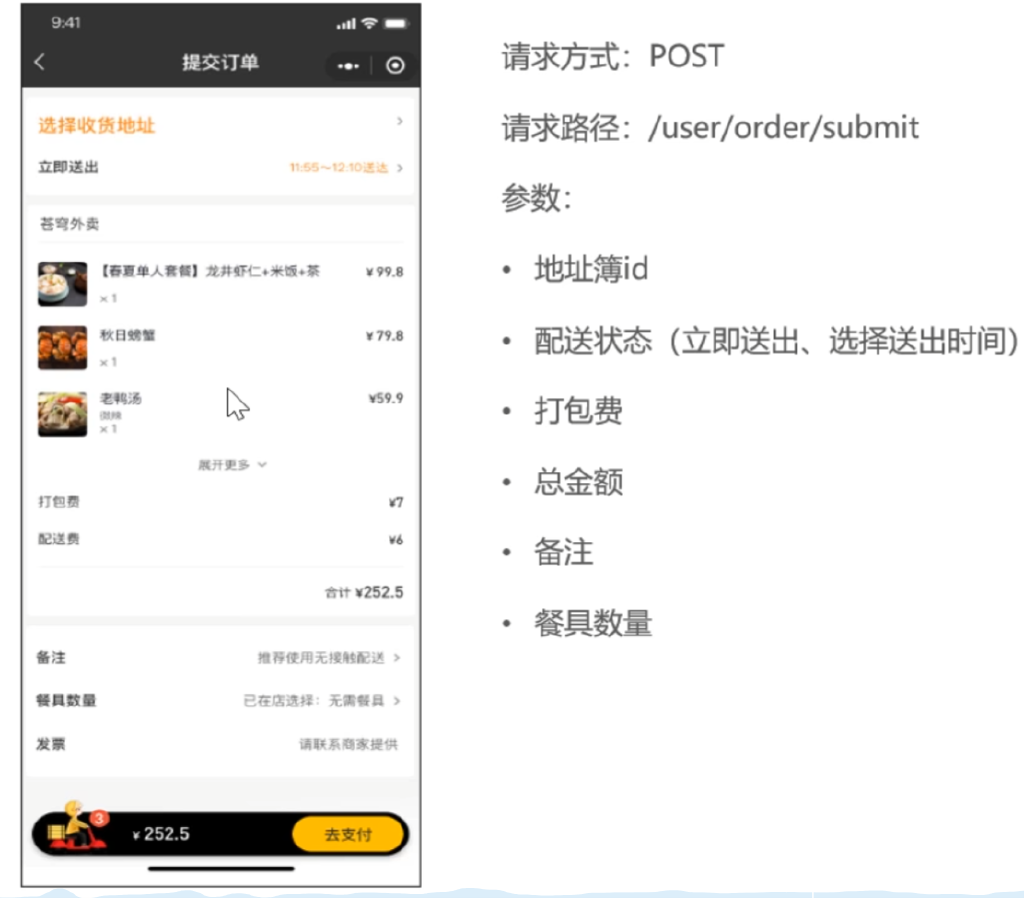 9:41
提交订单
选择收货地址
立即送出 11:55~12:10送达
苍穹外卖
【春夏单人套餐】龙井虾仁+米饭+茶 ¥99.8
×1
秋日螃蟹 ¥79.8
×1
老鸭汤 ¥59.9
微辣
×1
展开更多
打包费 ¥7
配送费 ¥6
合计 ¥252.5
备注 推荐使用无接触配送
餐具数量 已在店选择：无需餐具
发票 请联系商家提供
3
¥ 252.5 去支付
请求方式：POST
请求路径：/user/order/submit
参数：
• 地址簿id
• 配送状态（立即送出、选择送出时间）
• 打包费
• 总金额
• 备注
• 餐具数量